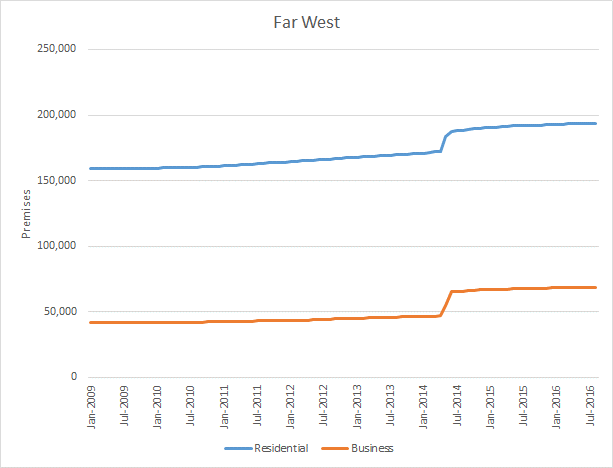 Far West
250,000
200,000
150,000
100,000
50,000
0
Premises
Jan-2009
Jul-2009
Jan-2010
Jul-2010
Jan-2011
Jul-2011
Jan-2012
Jul-2012
Jan-2013
Jul-2013
Jan-2014
Jul-2014
Jan-2015
Jul-2015
Jan-2016
Jul-2016
Residential Business